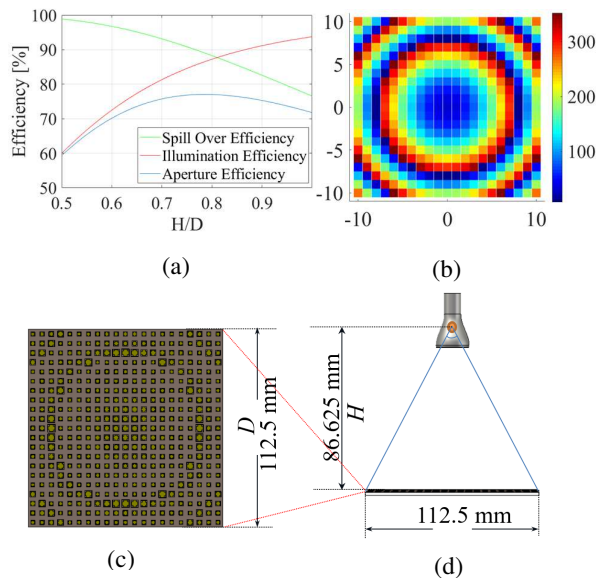 100
90
80
70
60
50
Efficiency [%]
Spill Over Efficiency
Illumination Efficiency
Aperture Efficiency
0.5 0.6 0.7 0.8 0.9
H/D
(a)
10
5
0
-5
-10
-10 -5 0 5 10
300
200
100
(b)
D
112.5 mm
(c)
86.625 mm
H
112.5 mm
(d)